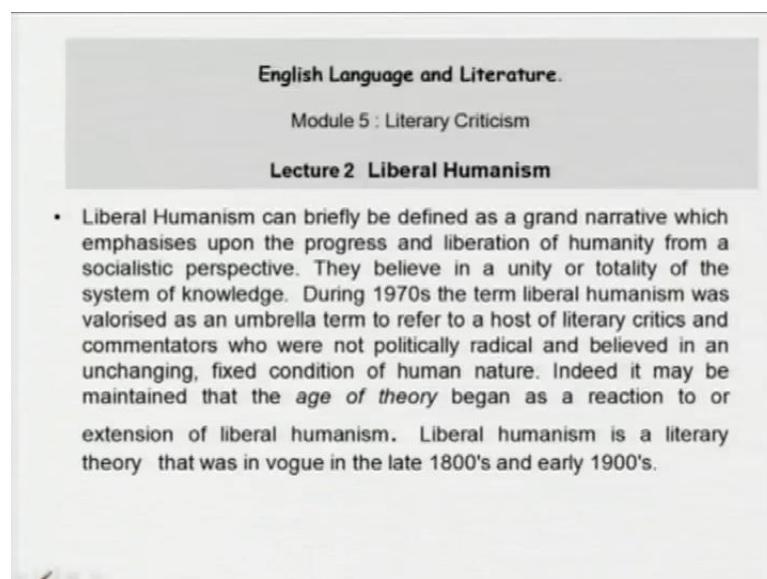 English Language and Literature.
Module 5 : Literary Criticism
Lecture 2 Liberal Humanism
• Liberal Humanism can briefly be defined as a grand narrative which
emphasises upon the progress and liberation of humanity from a
socialistic perspective. They believe in a unity or totality of the
system of knowledge. During 1970s the term liberal humanism was
valorised as an umbrella term to refer to a host of literary critics and
commentators who were not politically radical and believed in an
unchanging, fixed condition of human nature. Indeed it may be
maintained that the age of theory began as a reaction to or
extension of liberal humanism. Liberal humanism is a literary
theory that was in vogue in the late 1800's and early 1900's.